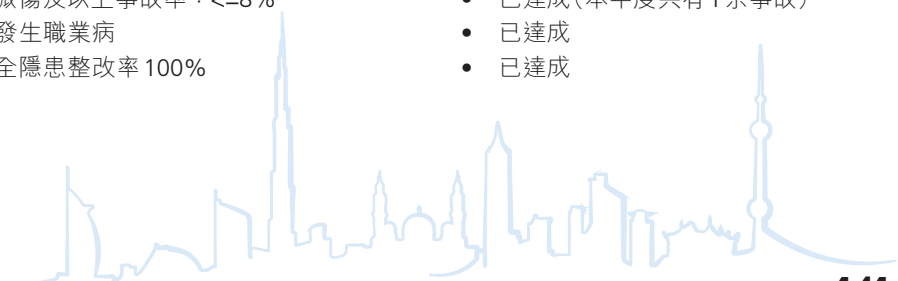 傷及以上事故率：<=8%
• 已達成（本年度共有1宗事故）
發生職業病
• 已達成
全隱患整改率100%
• 已達成